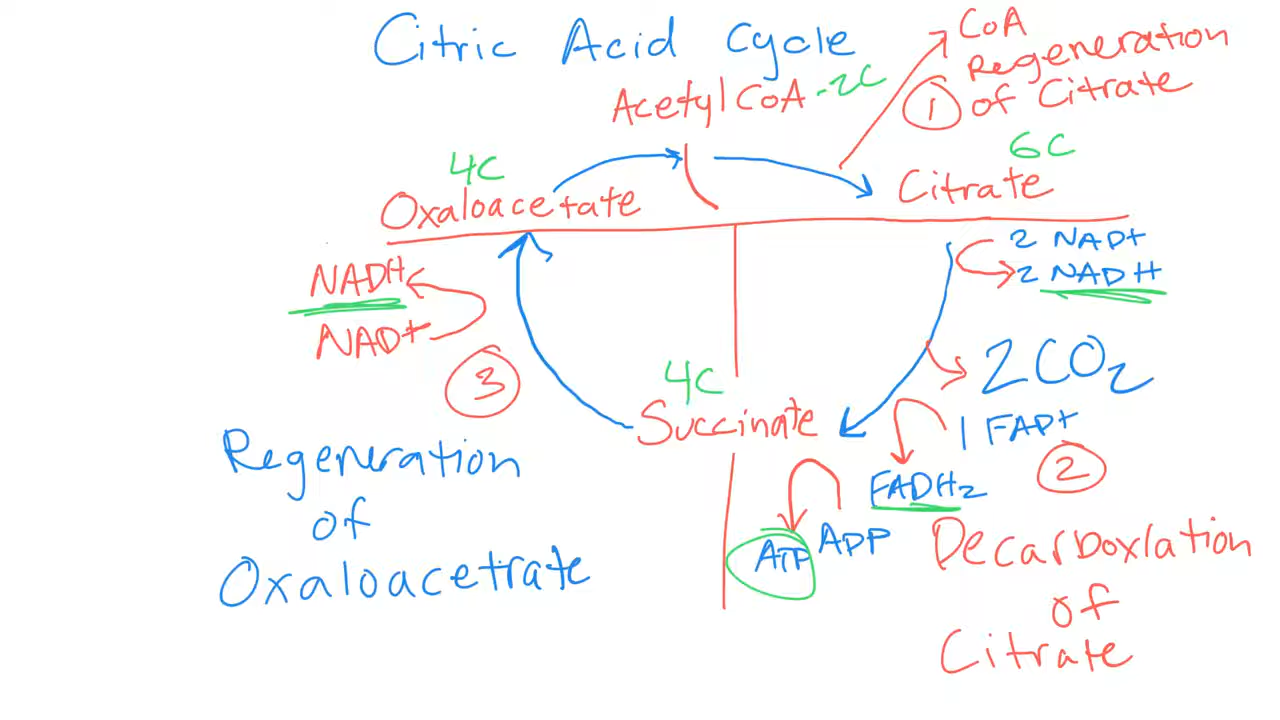 Citric Acid Cycle
CoA
Regeneration
of Citrate
1
Acetyl CoA -2C
4C
6C
Oxaloacetate
Citrate
2 NAD+
2 NADH
NADH
NAD+
3
2CO2
4C
Succinate
1 FAD+
2
FADH2
ATP
ADP
Regeneration
of
Oxaloacetrate
Decarboxlation
of
Citrate